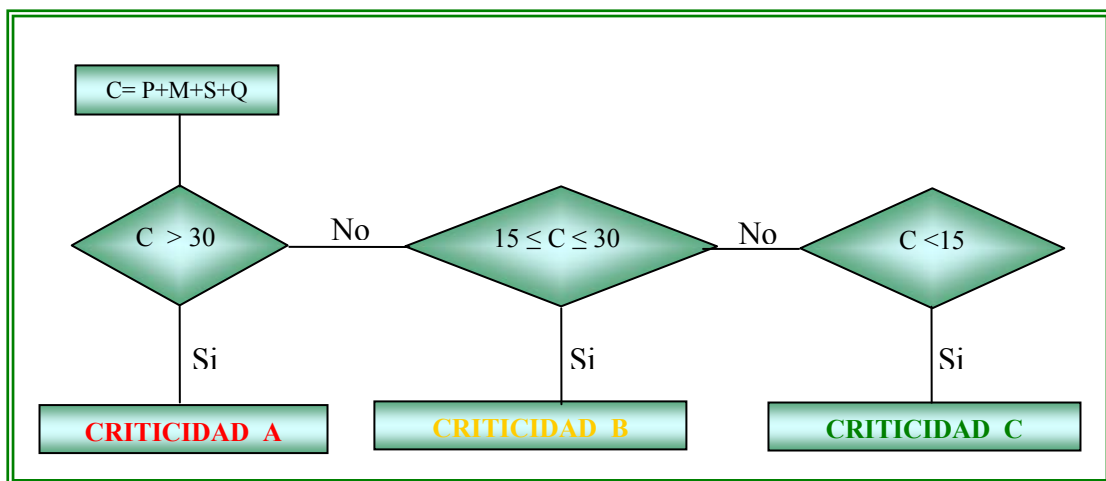 C= P+M+S+Q
C > 30
No
15 ≤ C ≤ 30
No
C <15
Si
Si
Si
CRITICIDAD A
CRITICIDAD B
CRITICIDAD C